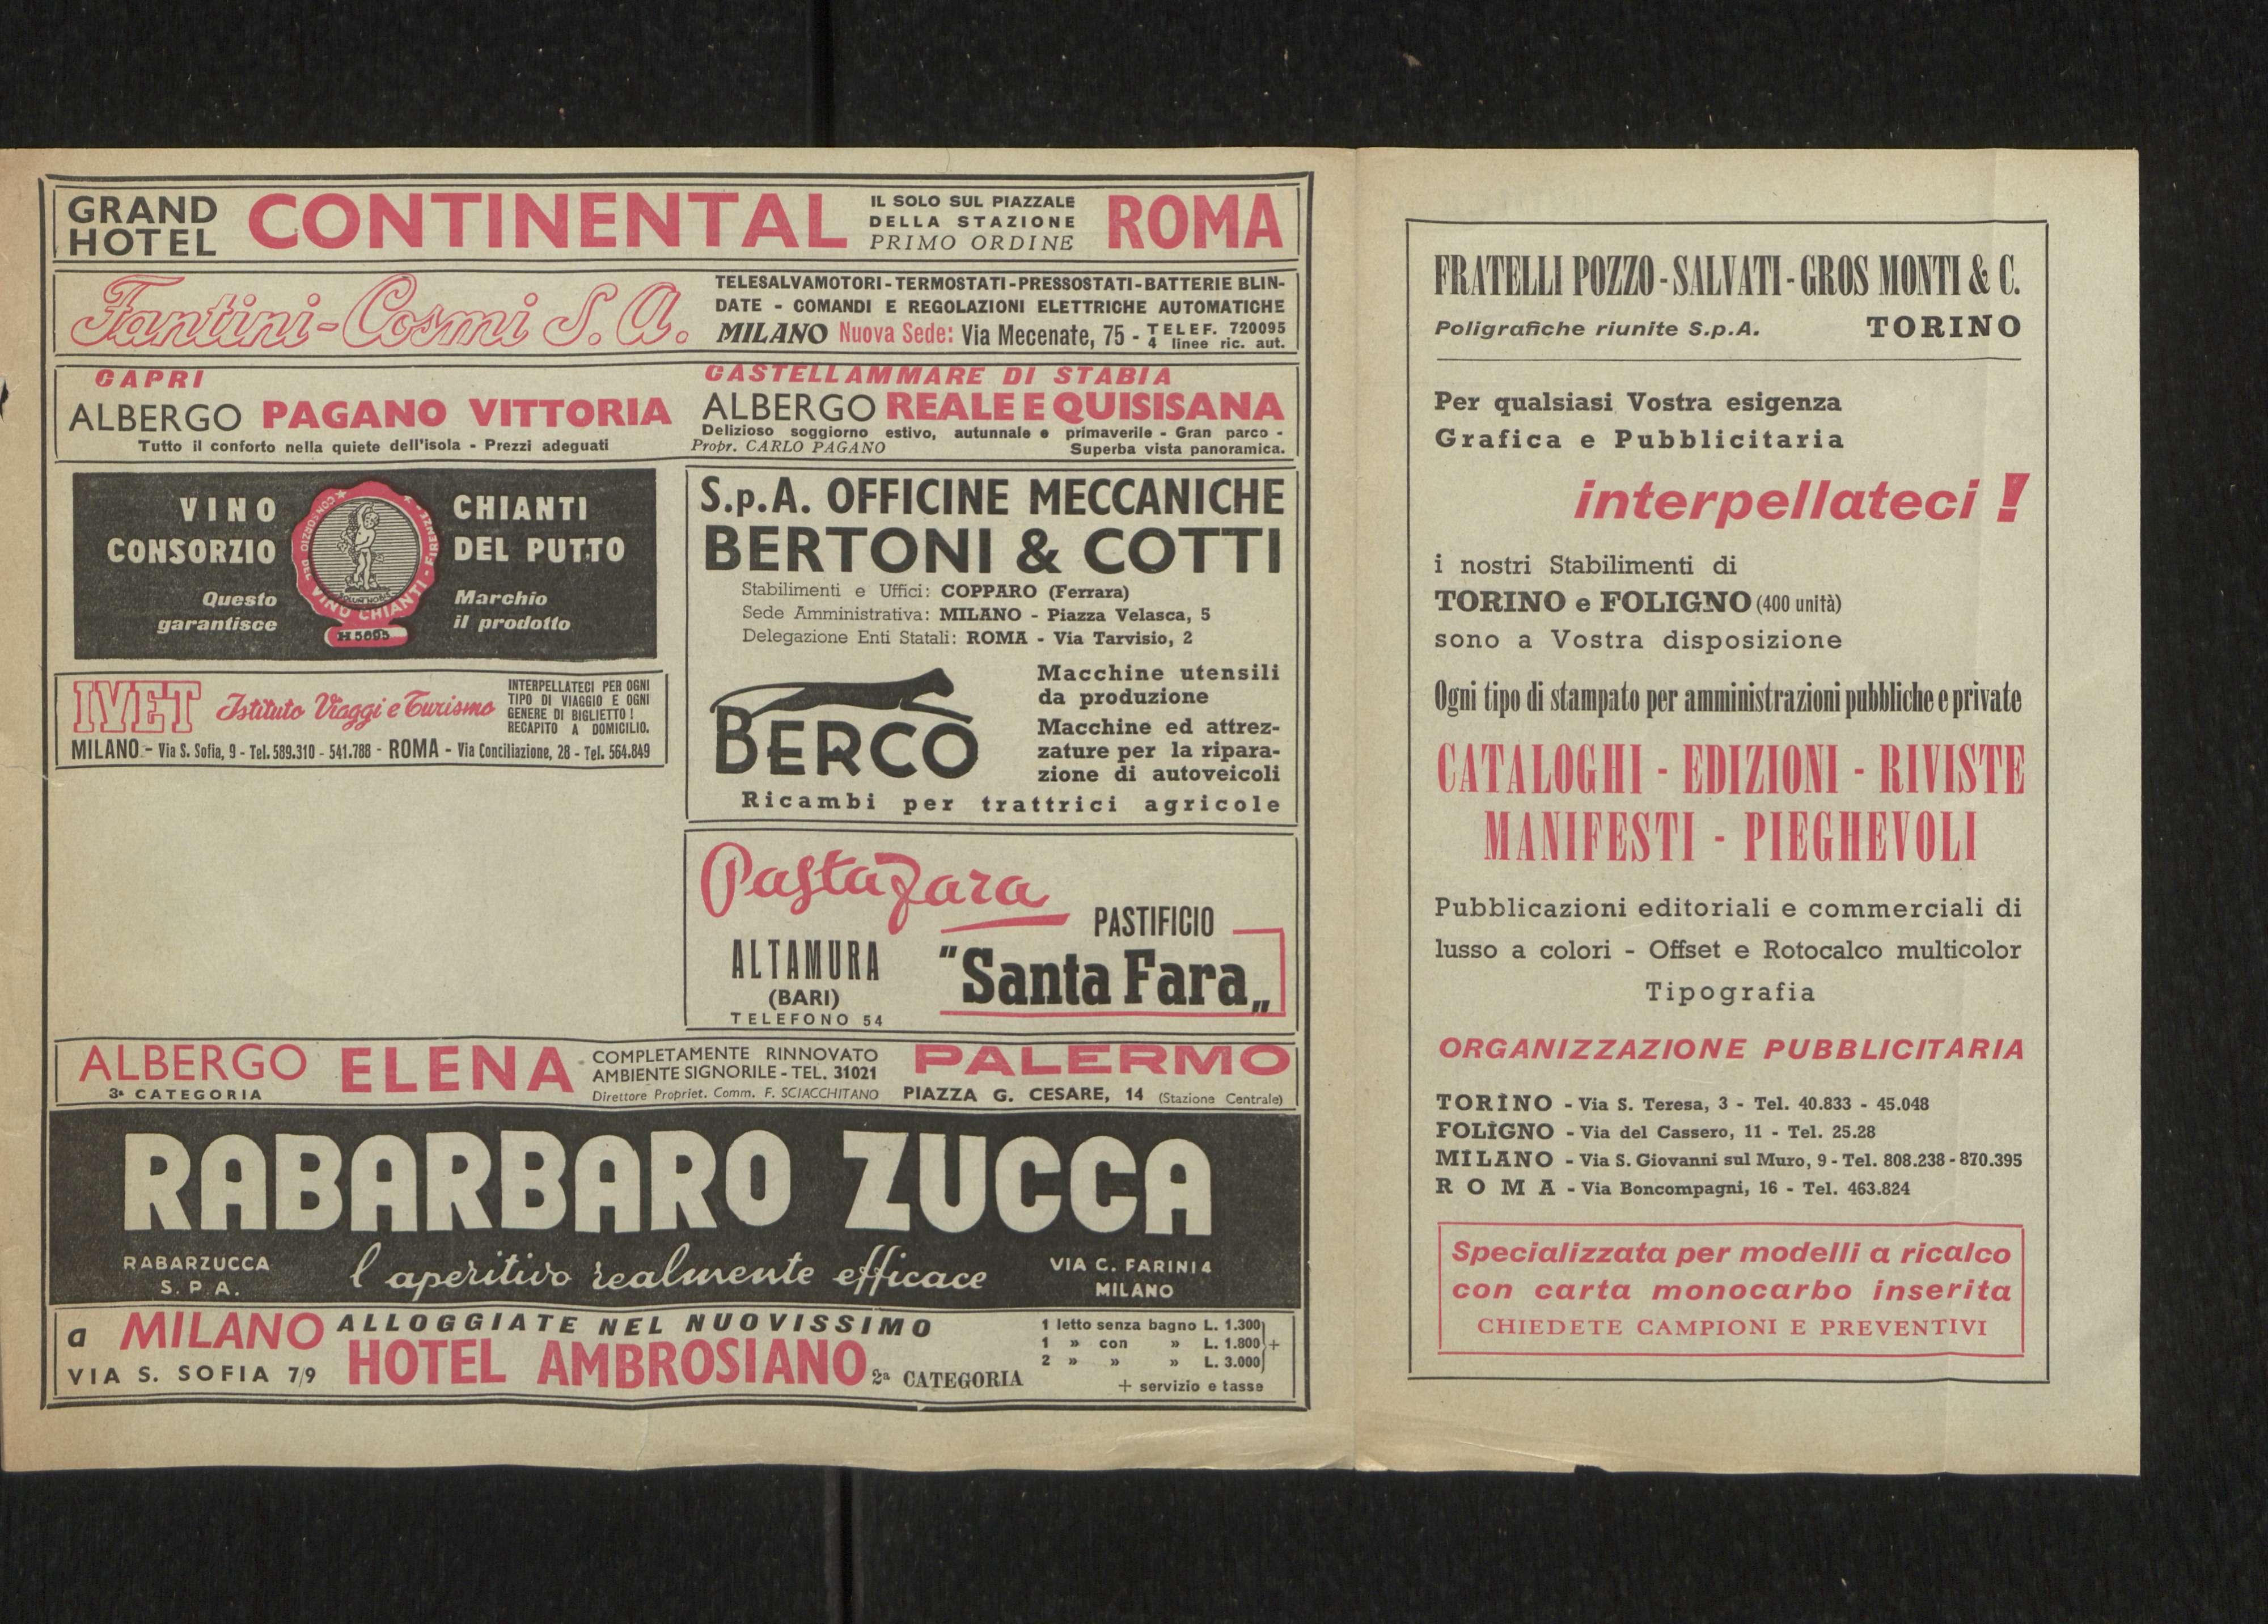 GRAND HOTEL CONTINENTAL IL SOLO SUL PIAZZALE DELLA STAZIONE PRIMO ORDINE ROMA
Fantini-Cosmi S. A.
TELESALVAMOTORI - TERMOSTATI - PRESSOSTATI - BATTERIE BLIN-
DATE - COMANDI E REGOLAZIONI ELETTRICHE AUTOMATICHE
MILANO Nuova Sede: Via Mecenate, 75 - TELEF. 720095 4 linee ric. aut.
CAPRI
ALBERGO PAGANO VITTORIA
Tutto il conforto nella quiete dell'isola - Prezzi adeguati
CASTELLAMMARE DI STABIA
ALBERGO REALE E QUISISANA
Delizioso soggiorno estivo, autunnale e primaverile - Gran parco -
Propr. CARLO PAGANO Superba vista panoramica.
VINO CHIANTI
CONSORZIO DEL PUTTO
Questo Marchio
garantisce il prodotto
CONSORZIO DEL VINO CHIANTI - FIRENZE -
H 5695
IVET Istituto Viaggi e Turismo
INTERPELLATECI PER OGNI
TIPO DI VIAGGIO E OGNI
GENERE DI BIGLIETTO !
RECAPITO A DOMICILIO.
MILANO - Via S. Sofia, 9 - Tel. 589.310 - 541.788 - ROMA - Via Conciliazione, 28 - Tel. 564.849
S.p.A. OFFICINE MECCANICHE
BERTONI & COTTI
Stabilimenti e Uffici: COPPARO (Ferrara)
Sede Amministrativa: MILANO - Piazza Velasca, 5
Delegazione Enti Statali: ROMA - Via Tarvisio, 2
BERCO
Macchine utensili
da produzione
Macchine ed attrez-
zature per la ripara-
zione di autoveicoli
Ricambi per trattrici agricole
Pasta Fara
PASTIFICIO
"Santa Fara„
ALTAMURA
(BARI)
TELEFONO 54
ALBERGO ELENA
3ª CATEGORIA
COMPLETAMENTE RINNOVATO
AMBIENTE SIGNORILE - TEL. 31021
Direttore Propriet. Comm. F. SCIACCHITANO
PALERMO
PIAZZA G. CESARE, 14 (Stazione Centrale)
RABARBARO ZUCCA
RABARZUCCA
S. P. A.
l'aperitivo realmente efficace
VIA C. FARINI 4
MILANO
a MILANO
VIA S. SOFIA 7/9
ALLOGGIATE NEL NUOVISSIMO
HOTEL AMBROSIANO 2ª CATEGORIA
1 letto senza bagno L. 1.300
1 » con » L. 1.800 +
2 » » » L. 3.000
+ servizio e tasse
FRATELLI POZZO - SALVATI - GROS MONTI & C.
Poligrafiche riunite S.p.A. TORINO
Per qualsiasi Vostra esigenza
Grafica e Pubblicitaria
interpellateci !
i nostri Stabilimenti di
TORINO e FOLIGNO (400 unità)
sono a Vostra disposizione
Ogni tipo di stampato per amministrazioni pubbliche e private
CATALOGHI - EDIZIONI - RIVISTE
MANIFESTI - PIEGHEVOLI
Pubblicazioni editoriali e commerciali di
lusso a colori - Offset e Rotocalco multicolor
Tipografia
ORGANIZZAZIONE PUBBLICITARIA
TORINO - Via S. Teresa, 3 - Tel. 40.833 - 45.048
FOLIGNO - Via del Cassero, 11 - Tel. 25.28
MILANO - Via S. Giovanni sul Muro, 9 - Tel. 808.238 - 870.395
ROMA - Via Boncompagni, 16 - Tel. 463.824
Specializzata per modelli a ricalco
con carta monocarbo inserita
CHIEDETE CAMPIONI E PREVENTIVI